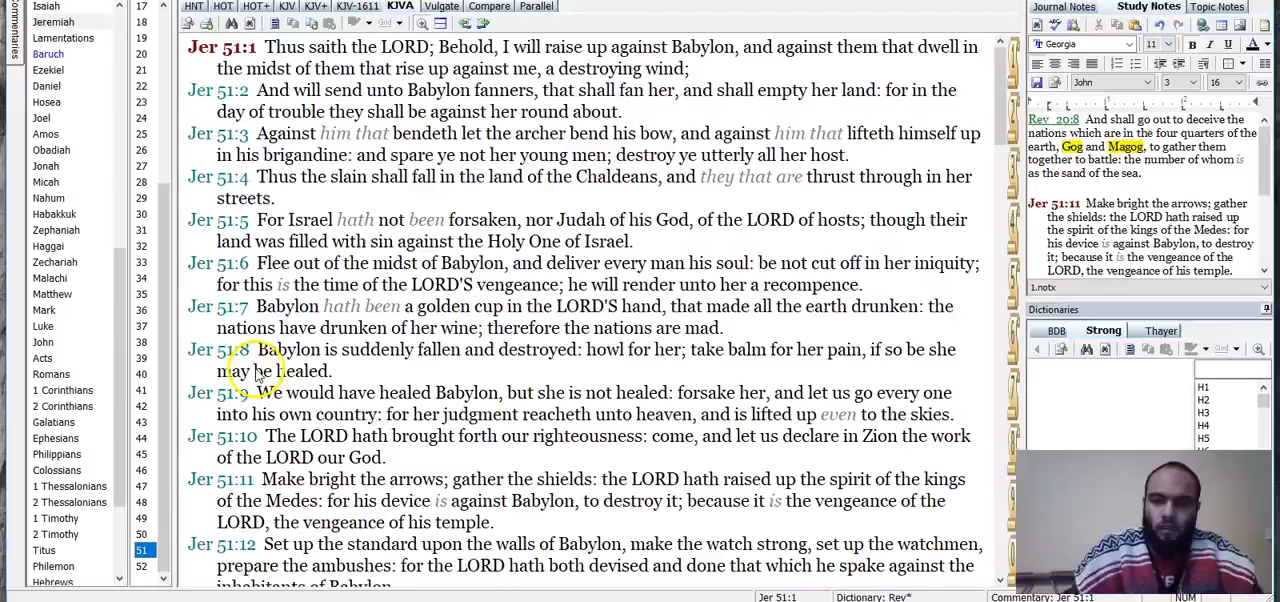 HNT HOT HOT+ KJV KJV+ KJV-1611 KJVA Vulgate Compare Parallel
Commentaries
Isaiah
Jeremiah
Lamentations
Baruch
Ezekiel
Daniel
Hosea
Joel
Amos
Obadiah
Jonah
Micah
Nahum
Habakkuk
Zephaniah
Haggai
Zechariah
Malachi
Matthew
Mark
Luke
John
Acts
Romans
1 Corinthians
2 Corinthians
Galatians
Ephesians
Philippians
Colossians
1 Thessalonians
2 Thessalonians
1 Timothy
2 Timothy
Titus
Philemon
Hebrews
17
18
19
20
21
22
23
24
25
26
27
28
29
30
31
32
33
34
35
36
37
38
39
40
41
42
43
44
45
46
47
48
49
50
51
52
Jer 51:1 Thus saith the LORD; Behold, I will raise up against Babylon, and against them that dwell in
the midst of them that rise up against me, a destroying wind;
Jer 51:2 And will send unto Babylon fanners, that shall fan her, and shall empty her land: for in the
day of trouble they shall be against her round about.
Jer 51:3 Against him that bendeth let the archer bend his bow, and against him that lifteth himself up
in his brigandine: and spare ye not her young men; destroy ye utterly all her host.
Jer 51:4 Thus the slain shall fall in the land of the Chaldeans, and they that are thrust through in her
streets.
Jer 51:5 For Israel hath not been forsaken, nor Judah of his God, of the LORD of hosts; though their
land was filled with sin against the Holy One of Israel.
Jer 51:6 Flee out of the midst of Babylon, and deliver every man his soul: be not cut off in her iniquity;
for this is the time of the LORD'S vengeance; he will render unto her a recompence.
Jer 51:7 Babylon hath been a golden cup in the LORD'S hand, that made all the earth drunken: the
nations have drunken of her wine; therefore the nations are mad.
Jer 51:8 Babylon is suddenly fallen and destroyed: howl for her; take balm for her pain, if so be she
may be healed.
Jer 51:9 We would have healed Babylon, but she is not healed: forsake her, and let us go every one
into his own country: for her judgment reacheth unto heaven, and is lifted up even to the skies.
Jer 51:10 The LORD hath brought forth our righteousness: come, and let us declare in Zion the work
of the LORD our God.
Jer 51:11 Make bright the arrows; gather the shields: the LORD hath raised up the spirit of the kings
of the Medes: for his device is against Babylon, to destroy it; because it is the vengeance of the
LORD, the vengeance of his temple.
Jer 51:12 Set up the standard upon the walls of Babylon, make the watch strong, set up the watchmen,
prepare the ambushes: for the LORD hath both devised and done that which he spake against the
inhabitants of Babylon.
Journal Notes Study Notes Topic Notes
Georgia 11 B I U A
John 3 16
Rev 20:8 And shall go out to deceive the
nations which are in the four quarters of the
earth, Gog and Magog, to gather them
together to battle: the number of whom is
as the sand of the sea.
Jer 51:11 Make bright the arrows; gather
the shields: the LORD hath raised up
the spirit of the kings of the Medes: for
his device is against Babylon, to destroy
it; because it is the vengeance of the
LORD, the vengeance of his temple.
1.notx
Dictionaries
BDB Strong Thayer
God
H1
H2
H3
H4
H5
Jer 51:1 Dictionary: Rev* Commentary: Jer 51:1 NUM